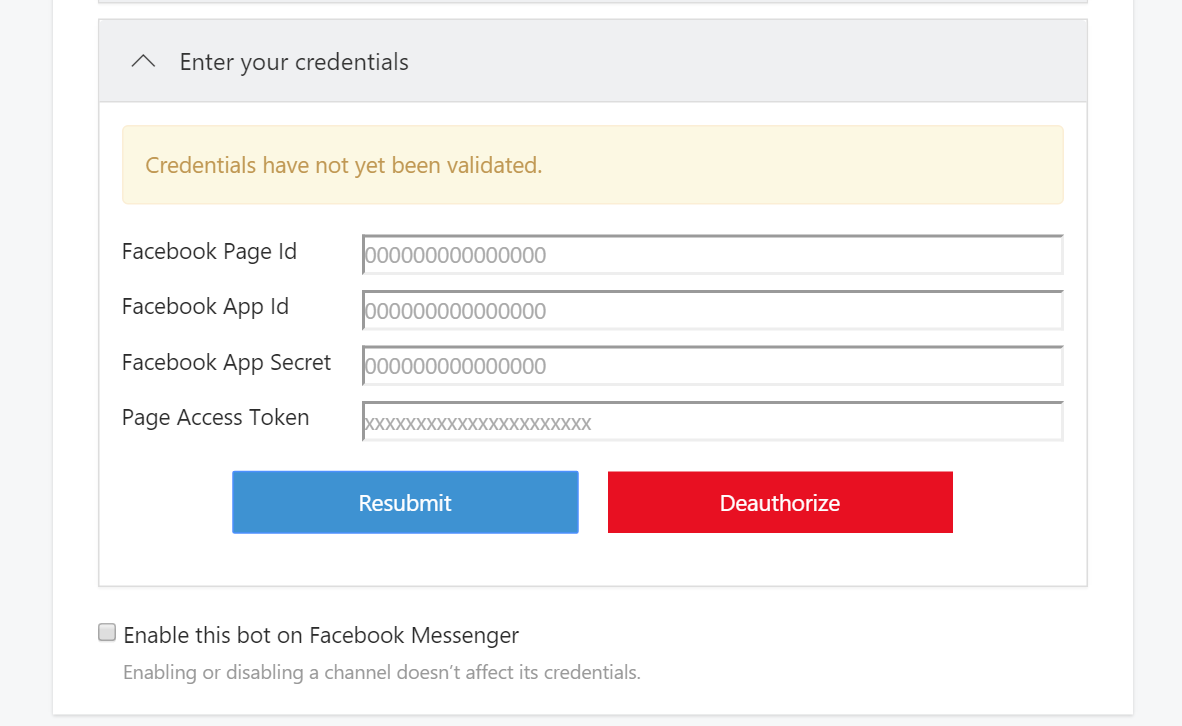 Enter your credentials
Credentials have not yet been validated.
Facebook Page Id 000000000000000
Facebook App Id 000000000000000
Facebook App Secret 000000000000000
Page Access Token xxxxxxxxxxxxxxxxxxxxxx
Resubmit Deauthorize
Enable this bot on Facebook Messenger
Enabling or disabling a channel doesn't affect its credentials.